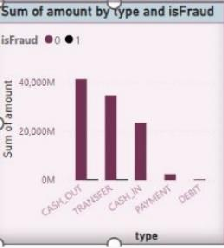 Sum of amount by type and isFraud
isFraud 0 1
Sum of amount
40,000M
20,000M
0M
CASH_OUT
TRANSFER
CASH_IN
PAYMENT
DEBIT
type